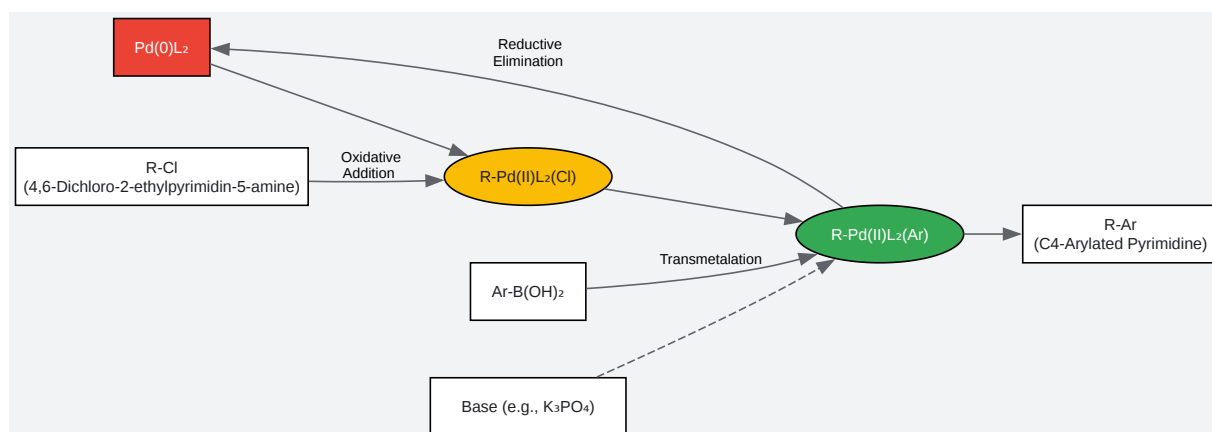 Pd(0)L₂
Reductive
Elimination
R-Cl
(4,6-Dichloro-2-ethylpyrimidin-5-amine)
Oxidative
Addition
R-Pd(II)L₂(Cl)
R-Pd(II)L₂(Ar)
R-Ar
(C4-Arylated Pyrimidine)
Transmetalation
Ar-B(OH)₂
Base (e.g., K₃PO₄)